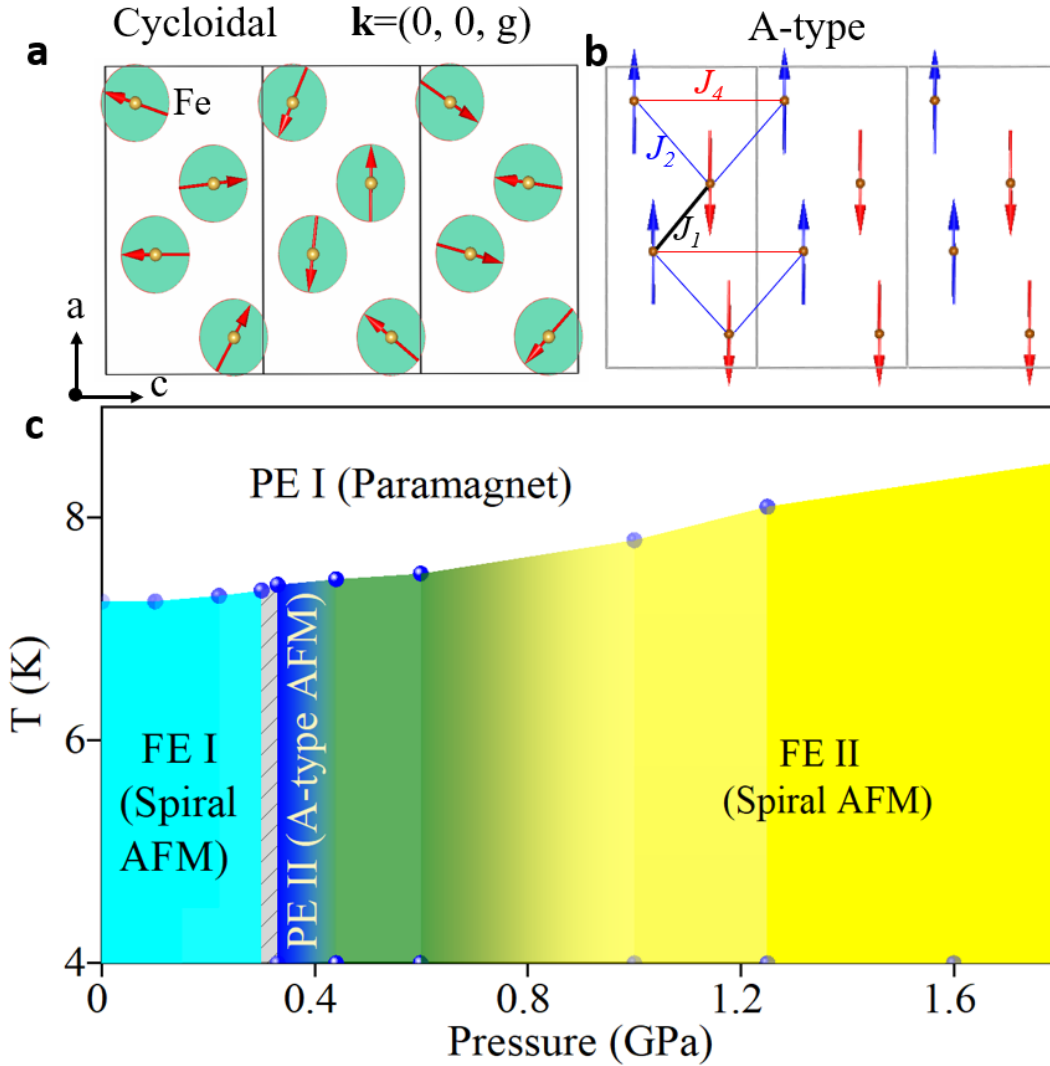 Cycloidal k=(0, 0, g) A-type
a
b
Fe
J4
J2
J1
a
c
c
PE I (Paramagnet)
8
T (K)
6
4
FE I
(Spiral
AFM)
PE II (A-type AFM)
FE II
(Spiral AFM)
0 0.4 0.8 1.2 1.6
Pressure (GPa)